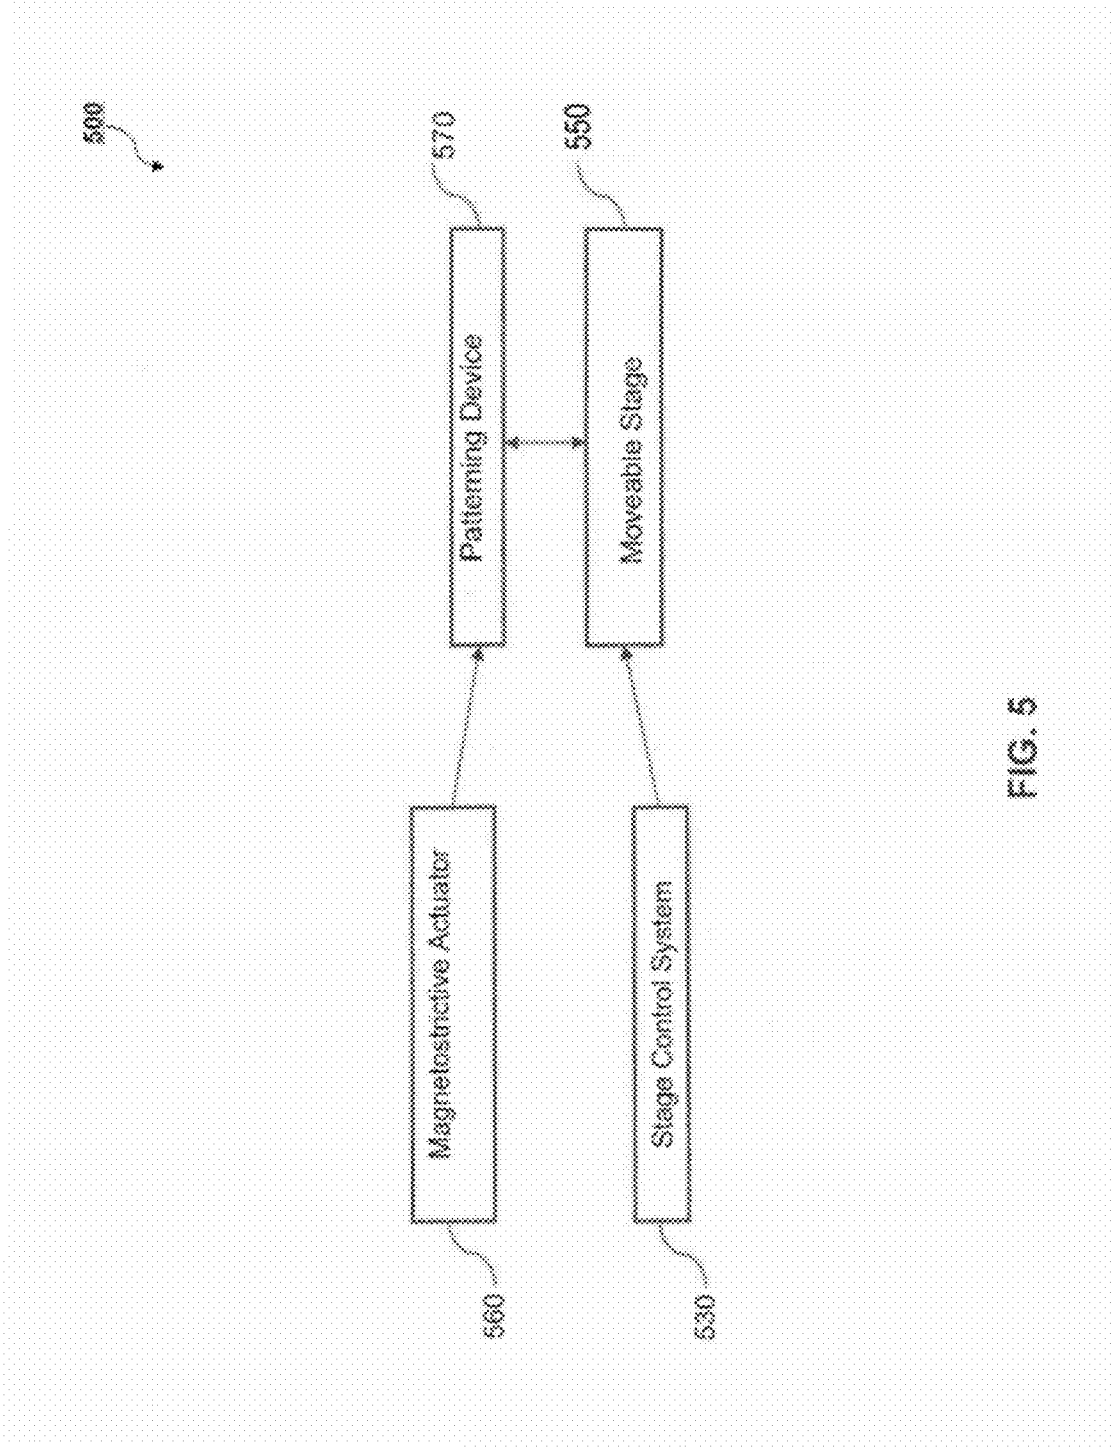 500
Magnetostrictive Actuator
Patterning Device
570
560
Moveable Stage
550
Stage Control System
530
FIG. 5